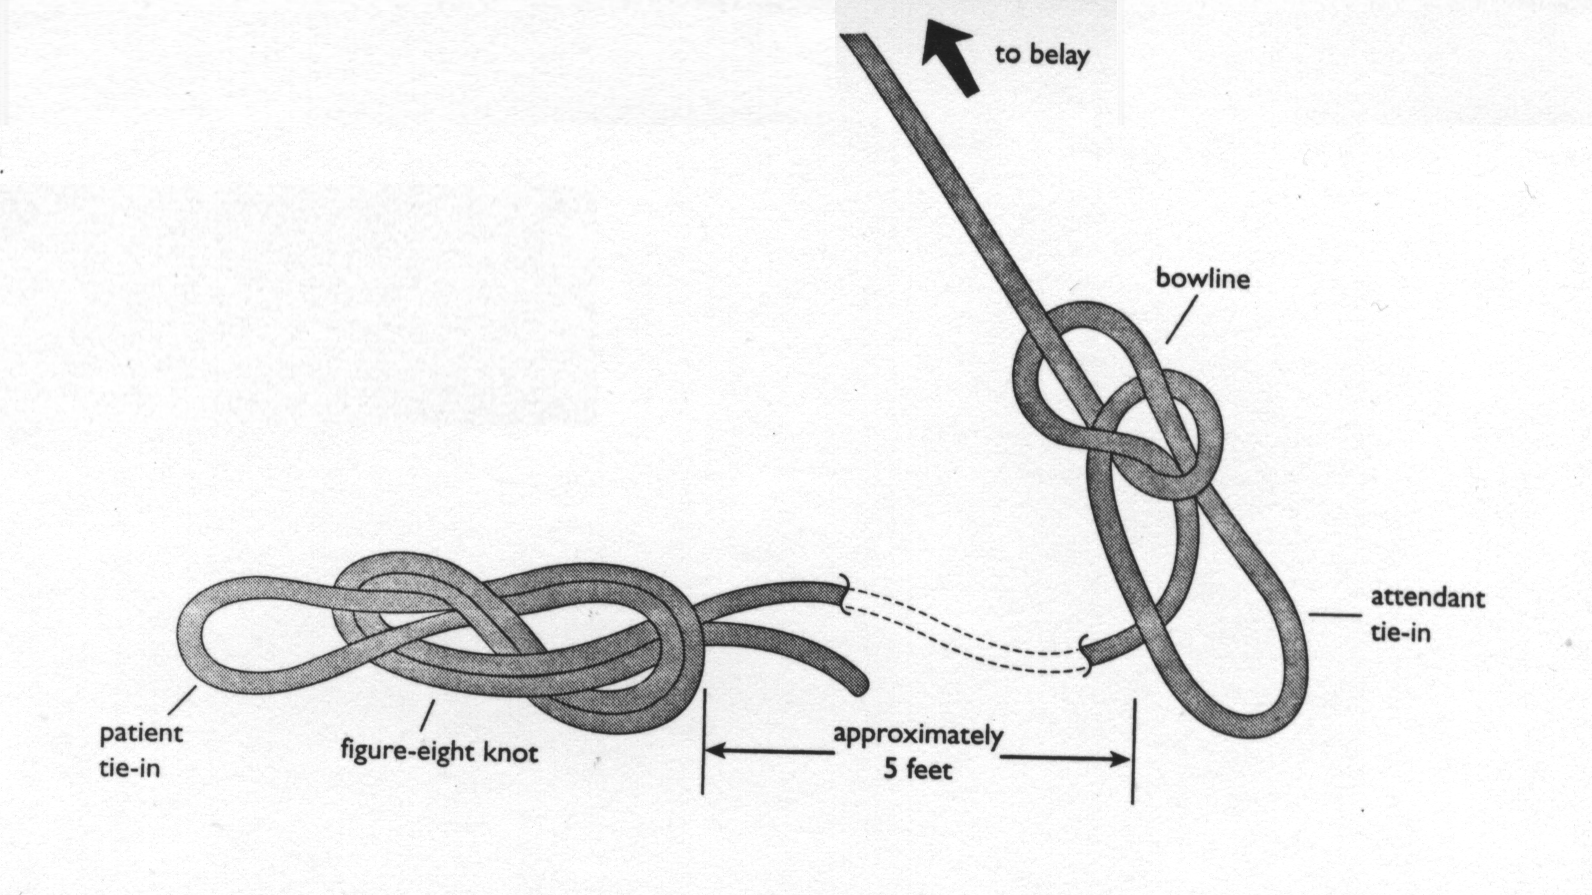 to belay
bowline
attendant
tie-in
patient
tie-in
figure-eight knot
approximately
5 feet